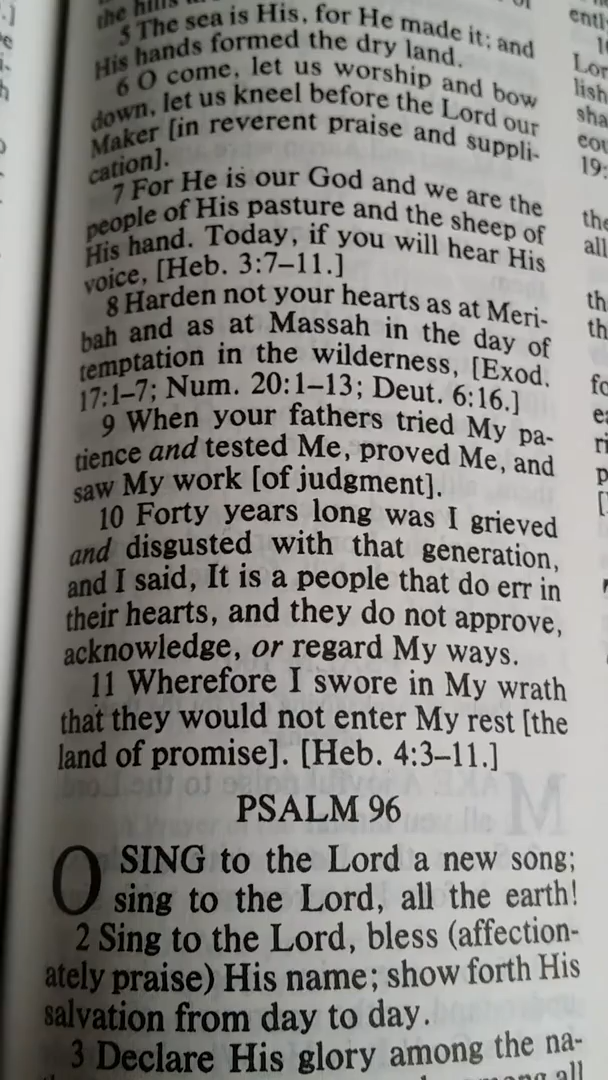 the hills
5 The sea is His, for He made it; and
His hands formed the dry land.
6 O come, let us worship and bow
down, let us kneel before the Lord our
Maker [in reverent praise and suppli-
cation].
7 For He is our God and we are the
people of His pasture and the sheep of
His hand. Today, if you will hear His
voice, [Heb. 3:7–11.]
8 Harden not your hearts as at Meri-
bah and as at Massah in the day of
temptation in the wilderness, [Exod.
17:1–7; Num. 20:1–13; Deut. 6:16.]
9 When your fathers tried My pa-
tience and tested Me, proved Me, and
saw My work [of judgment].
10 Forty years long was I grieved
and disgusted with that generation,
and I said, It is a people that do err in
their hearts, and they do not approve,
acknowledge, or regard My ways.
11 Wherefore I swore in My wrath
that they would not enter My rest [the
land of promise]. [Heb. 4:3–11.]
PSALM 96
O SING to the Lord a new song;
sing to the Lord, all the earth!
2 Sing to the Lord, bless (affection-
ately praise) His name; show forth His
salvation from day to day.
3 Declare His glory among the na-
among all